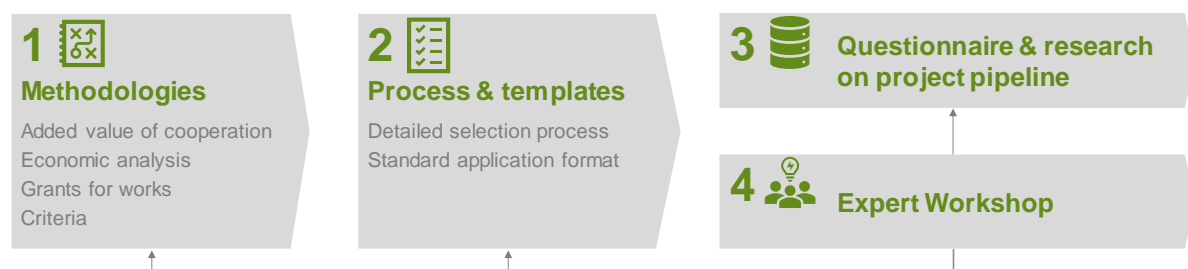 1
Methodologies
Added value of cooperation
Economic analysis
Grants for works
Criteria
2
Process & templates
Detailed selection process
Standard application format
3
Questionnaire & research
on project pipeline
4
Expert Workshop